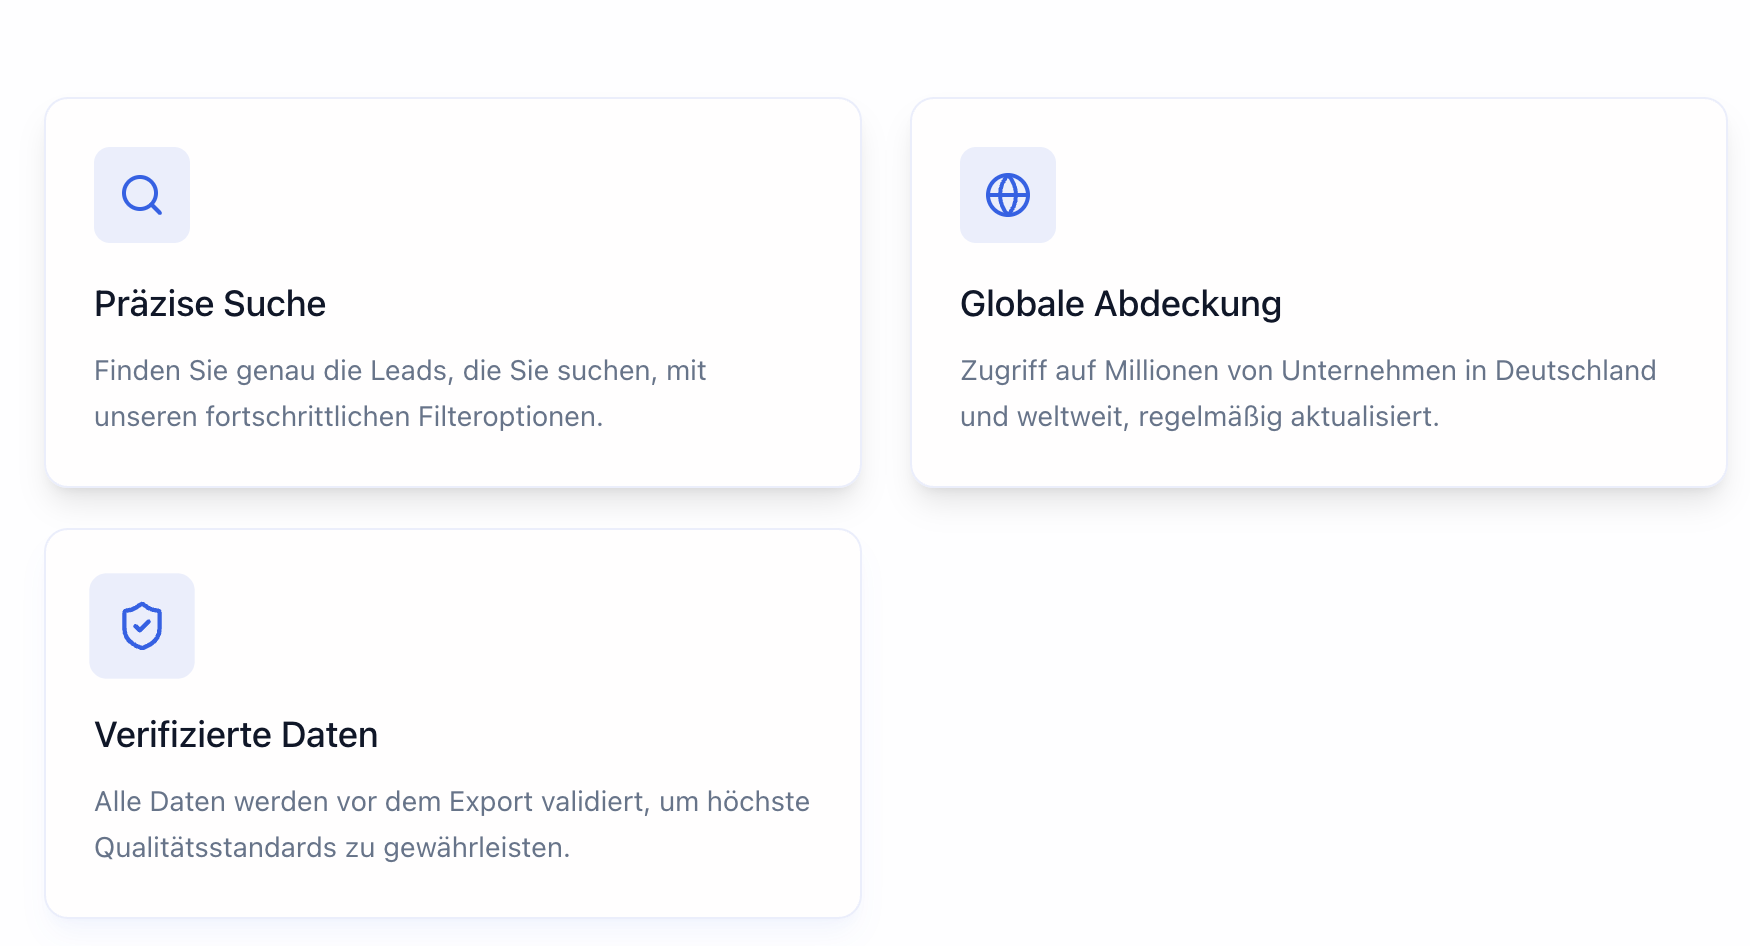 Präzise Suche
Finden Sie genau die Leads, die Sie suchen, mit
unseren fortschrittlichen Filteroptionen.
Globale Abdeckung
Zugriff auf Millionen von Unternehmen in Deutschland
und weltweit, regelmäßig aktualisiert.
Verifizierte Daten
Alle Daten werden vor dem Export validiert, um höchste
Qualitätsstandards zu gewährleisten.